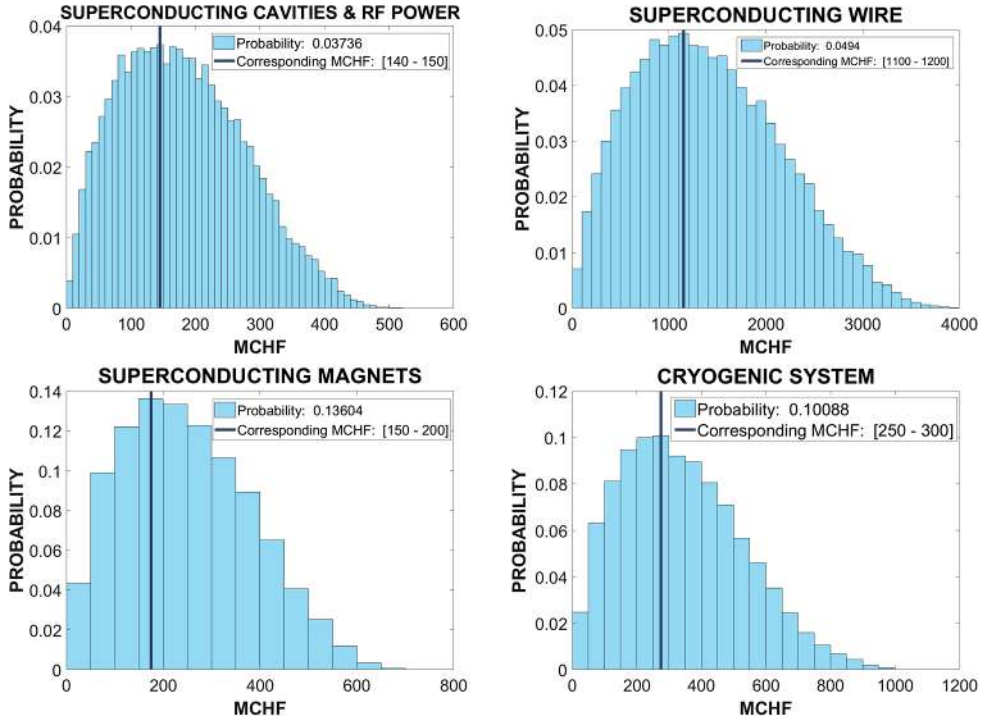 SUPERCONDUCTING CAVITIES & RF POWER
0.04
0.03
0.02
0.01
0
PROBABILITY
Probability: 0.03736
Corresponding MCHF: [140 - 150]
0 100 200 300 400 500 600
MCHF
SUPERCONDUCTING WIRE
0.05
0.04
0.03
0.02
0.01
0
PROBABILITY
Probability: 0.0494
Corresponding MCHF: [1100 - 1200]
0 1000 2000 3000 4000
MCHF
SUPERCONDUCTING MAGNETS
0.14
0.12
0.1
0.08
0.06
0.04
0.02
0
PROBABILITY
Probability: 0.13604
Corresponding MCHF: [150 - 200]
0 200 400 600 800
MCHF
CRYOGENIC SYSTEM
0.12
0.1
0.08
0.06
0.04
0.02
0
PROBABILITY
Probability: 0.10088
Corresponding MCHF: [250 - 300]
0 200 400 600 800 1000 1200
MCHF